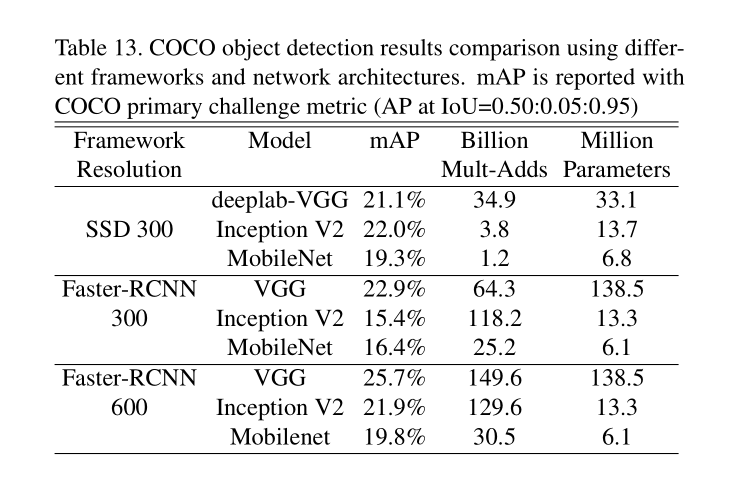 Table 13. COCO object detection results comparison using differ-
ent frameworks and network architectures. mAP is reported with
COCO primary challenge metric (AP at IoU=0.50:0.05:0.95)
Framework Model mAP Billion Million
Resolution Mult-Adds Parameters
deeplab-VGG 21.1% 34.9 33.1
SSD 300 Inception V2 22.0% 3.8 13.7
MobileNet 19.3% 1.2 6.8
Faster-RCNN VGG 22.9% 64.3 138.5
300 Inception V2 15.4% 118.2 13.3
MobileNet 16.4% 25.2 6.1
Faster-RCNN VGG 25.7% 149.6 138.5
600 Inception V2 21.9% 129.6 13.3
Mobilenet 19.8% 30.5 6.1